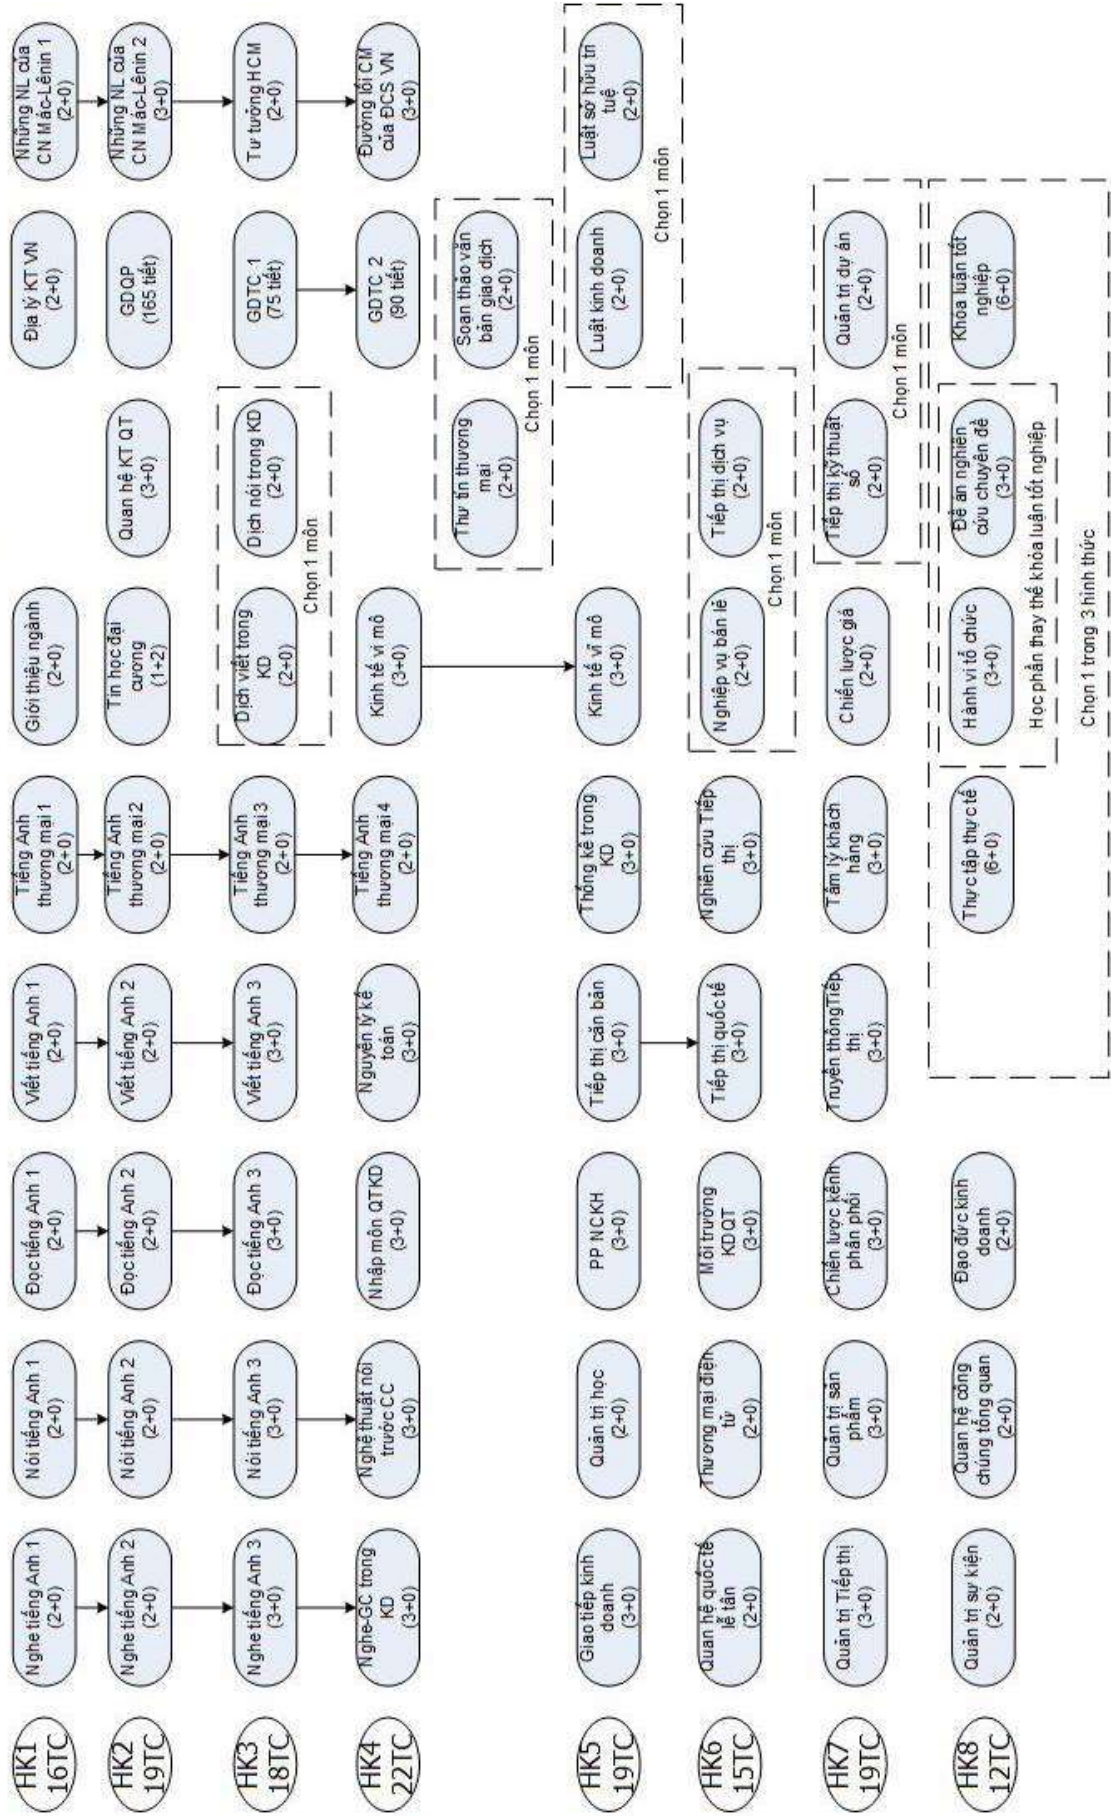 HK1
16TC
Nghe tiếng Anh 1
(2+0)
Nói tiếng Anh 1
(2+0)
Đọc tiếng Anh 1
(2+0)
Viết tiếng Anh 1
(2+0)
Tiếng Anh
thương mại 1
(2+0)
Giới thiệu ngành
(2+0)
Địa lý KT VN
(2+0)
Những NL của
CN Mác-Lênin 1
(2+0)
HK2
19TC
Nghe tiếng Anh 2
(2+0)
Nói tiếng Anh 2
(2+0)
Đọc tiếng Anh 2
(2+0)
Viết tiếng Anh 2
(2+0)
Tiếng Anh
thương mại 2
(2+0)
Tin học đại
cương
(1+2)
Quan hệ KT QT
(3+0)
GDQP
(165 tiết)
Những NL của
CN Mác-Lênin 2
(3+0)
HK3
18TC
Nghe tiếng Anh 3
(3+0)
Nói tiếng Anh 3
(3+0)
Đọc tiếng Anh 3
(3+0)
Viết tiếng Anh 3
(3+0)
Tiếng Anh
thương mại 3
(2+0)
Dịch viết trong
KD
(2+0)
Dịch nói trong KD
(2+0)
Chọn 1 môn
GDTC 1
(75 tiết)
Tư tưởng HCM
(2+0)
HK4
22TC
Nghe-GC trong
KD
(3+0)
Nghệ thuật nói
trước CC
(3+0)
Nhập môn QTKD
(3+0)
Nguyên lý kế
toán
(3+0)
Tiếng Anh
thương mại 4
(2+0)
Kinh tế vi mô
(3+0)
GDTC 2
(90 tiết)
Đường lối CM
của ĐCS VN
(3+0)
Thư tín thương
mại
(2+0)
Soạn thảo văn
bản giao dịch
(2+0)
Chọn 1 môn
HK5
19TC
Giao tiếp kinh
doanh
(3+0)
Quản trị học
(2+0)
PP NCKH
(3+0)
Tiếp thị căn bản
(3+0)
Thống kê trong
KD
(3+0)
Kinh tế vĩ mô
(3+0)
Luật kinh doanh
(2+0)
Luật sở hữu trí
tuệ
(2+0)
Chọn 1 môn
HK6
15TC
Quan hệ quốc tế
lễ tân
(2+0)
Thương mại điện
tử
(2+0)
Môi trường
KDQT
(3+0)
Tiếp thị quốc tế
(3+0)
Nghiên cứu Tiếp
thị
(3+0)
Nghiệp vụ bán lẻ
(2+0)
Tiếp thị dịch vụ
(2+0)
Chọn 1 môn
HK7
19TC
Quản trị Tiếp thị
(3+0)
Quản trị sản
phẩm
(3+0)
Chiến lược kênh
phân phối
(3+0)
Truyền thông Tiếp
thị
(3+0)
Tâm lý khách
hàng
(3+0)
Chiến lược giá
(2+0)
Tiếp thị kỹ thuật
số
(2+0)
Quản trị dự án
(2+0)
Chọn 1 môn
HK8
12TC
Quản trị sự kiện
(2+0)
Quan hệ công
chúng tổng quan
(2+0)
Đạo đức kinh
doanh
(2+0)
Thực tập thực tế
(6+0)
Hành vi tổ chức
(3+0)
Đề án nghiên
cứu chuyên đề
(3+0)
Học phần thay thế khóa luận tốt nghiệp
Khóa luận tốt
nghiệp
(6+0)
Chọn 1 trong 3 hình thức